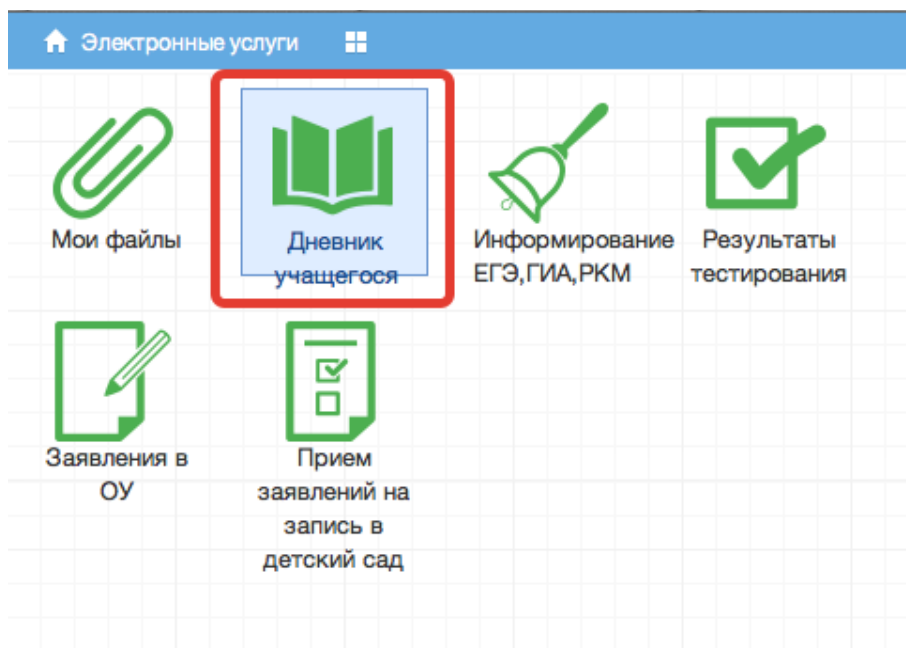 Электронные услуги
Мои файлы
Дневник
учащегося
Информирование
ЕГЭ,ГИА,РКМ
Результаты
тестирования
Заявления в
ОУ
Прием
заявлений на
запись в
детский сад